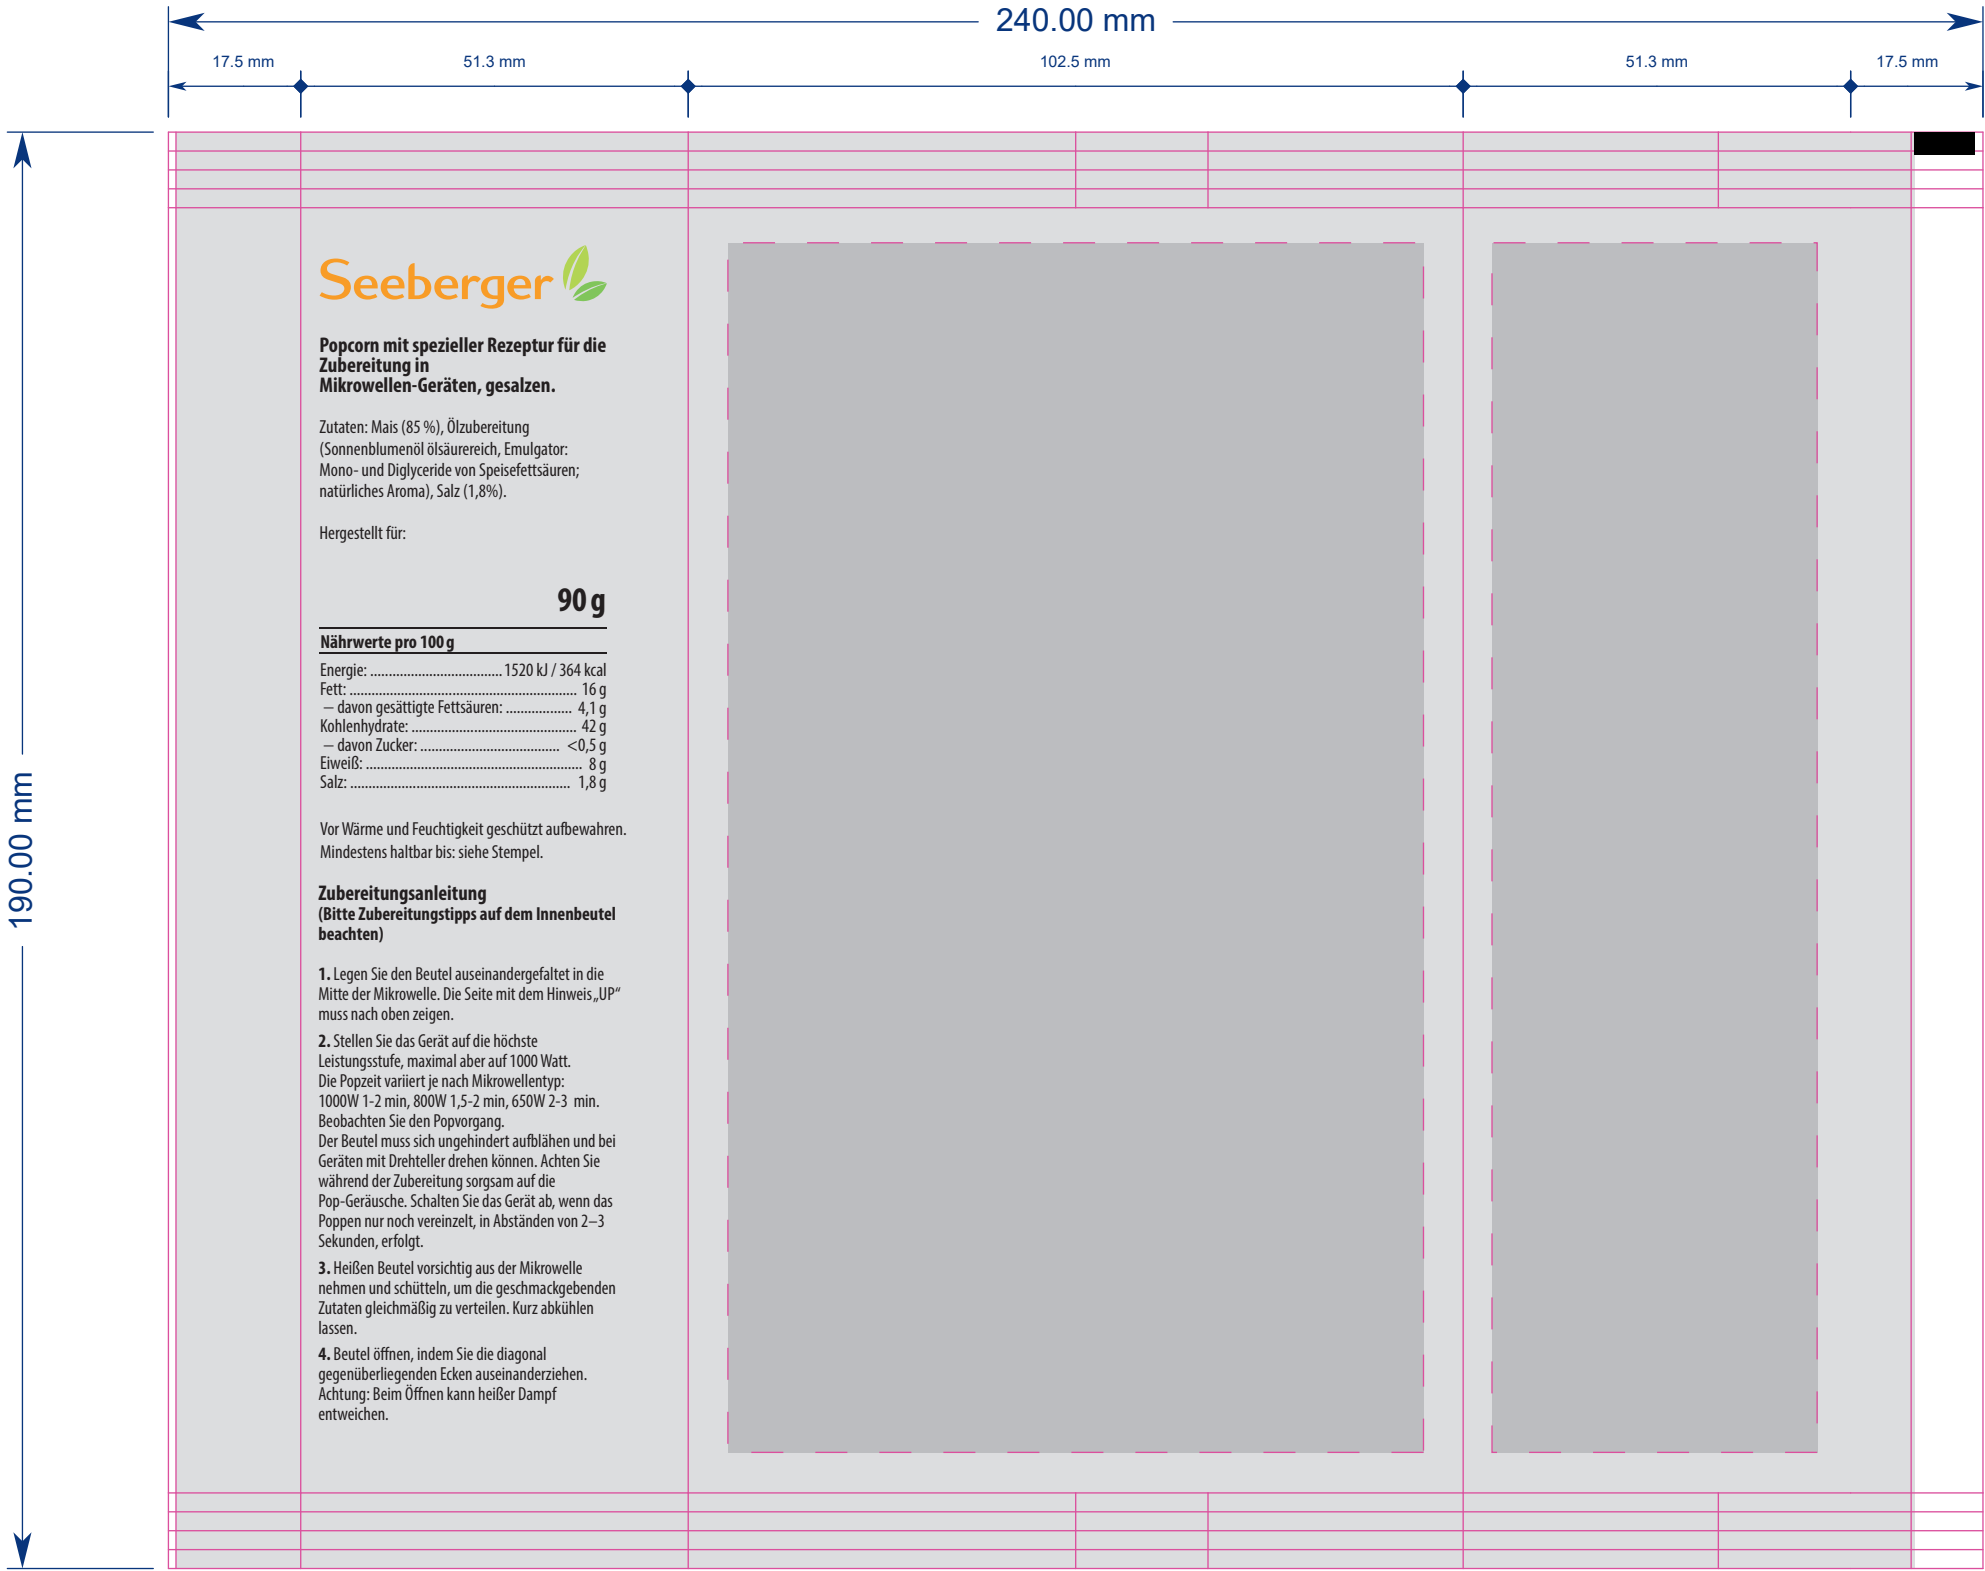 240.00 mm
17.5 mm
51.3 mm
102.5 mm
51.3 mm
17.5 mm
190.00 mm
Seeberger
Popcorn mit spezieller Rezeptur für die
Zubereitung in
Mikrowellen-Geräten, gesalzen.
Zutaten: Mais (85 %), Ölzubereitung
(Sonnenblumenöl ölsäurereich, Emulgator:
Mono- und Diglyceride von Speisefettsäuren;
natürliches Aroma), Salz (1,8%).
Hergestellt für:
90 g
Nährwerte pro 100 g
Energie: .................................... 1520 kJ / 364 kcal
Fett: .............................................................. 16 g
– davon gesättigte Fettsäuren: .................. 4,1 g
Kohlenhydrate: ............................................. 42 g
– davon Zucker: ...................................... <0,5 g
Eiweiß: ........................................................... 8 g
Salz: ............................................................ 1,8 g
Vor Wärme und Feuchtigkeit geschützt aufbewahren.
Mindestens haltbar bis: siehe Stempel.
Zubereitungsanleitung
(Bitte Zubereitungstipps auf dem Innenbeutel
beachten)
1. Legen Sie den Beutel auseinandergefaltet in die
Mitte der Mikrowelle. Die Seite mit dem Hinweis „UP“
muss nach oben zeigen.
2. Stellen Sie das Gerät auf die höchste
Leistungsstufe, maximal aber auf 1000 Watt.
Die Popzeit variiert je nach Mikrowellentyp:
1000W 1-2 min, 800W 1,5-2 min, 650W 2-3 min.
Beobachten Sie den Popvorgang.
Der Beutel muss sich ungehindert aufblähen und bei
Geräten mit Drehteller drehen können. Achten Sie
während der Zubereitung sorgsam auf die
Pop-Geräusche. Schalten Sie das Gerät ab, wenn das
Poppen nur noch vereinzelt, in Abständen von 2–3
Sekunden, erfolgt.
3. Heißen Beutel vorsichtig aus der Mikrowelle
nehmen und schütteln, um die geschmackgebenden
Zutaten gleichmäßig zu verteilen. Kurz abkühlen
lassen.
4. Beutel öffnen, indem Sie die diagonal
gegenüberliegenden Ecken auseinanderziehen.
Achtung: Beim Öffnen kann heißer Dampf
entweichen.